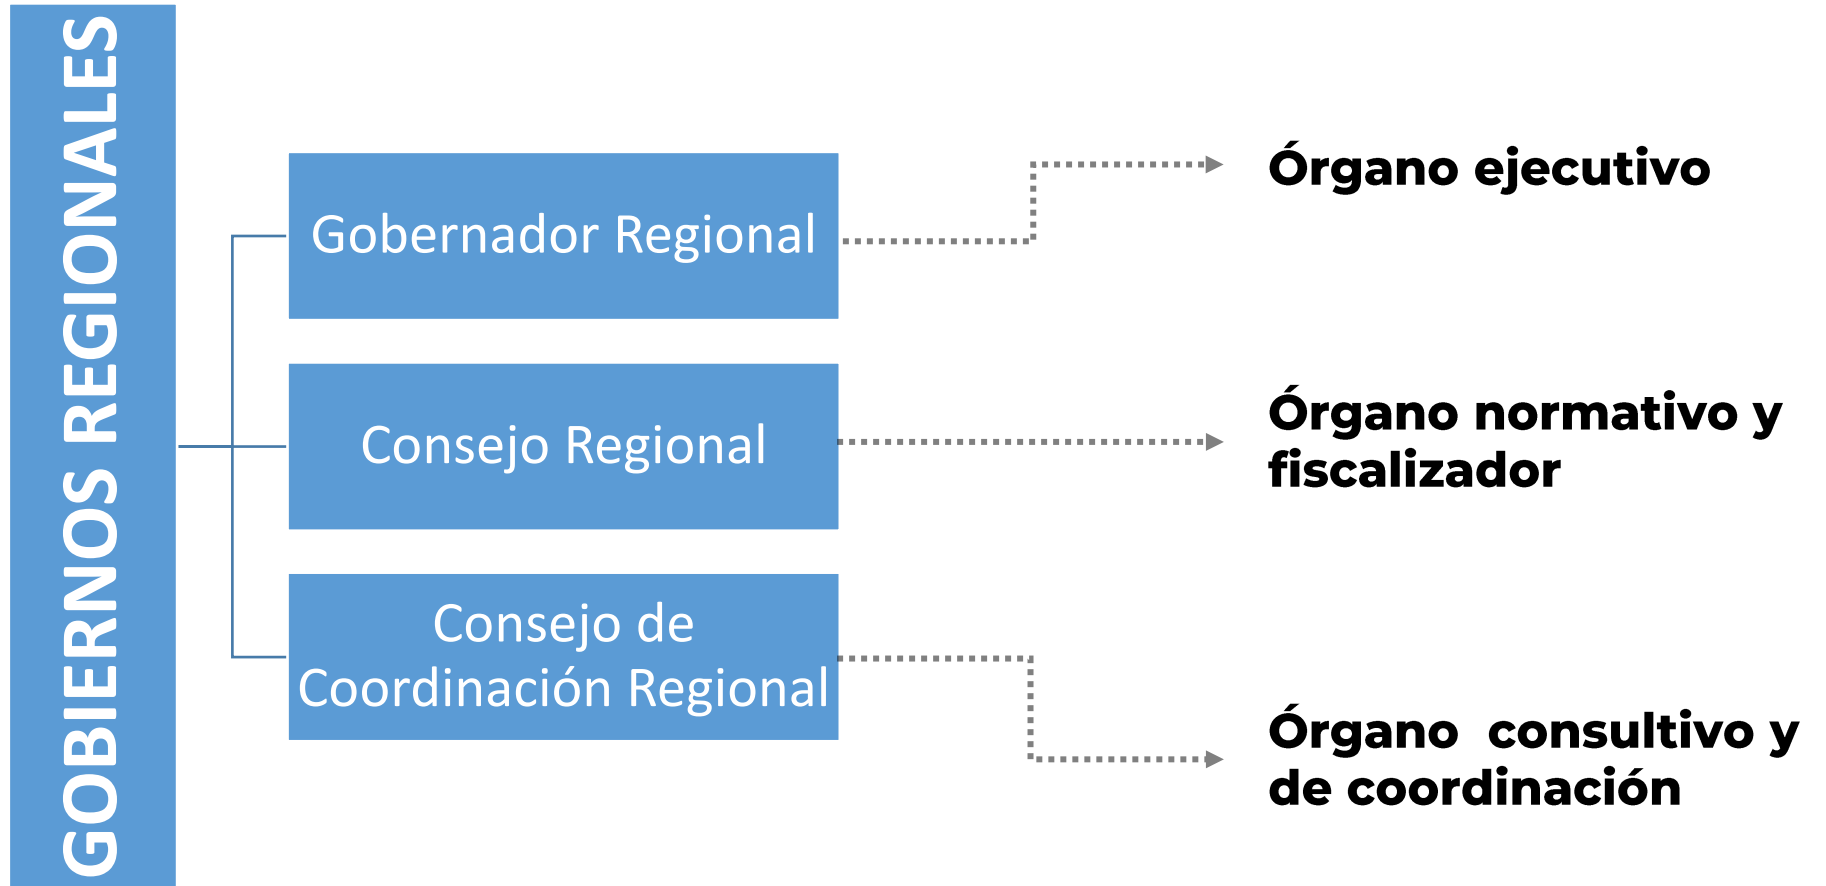 GOBIERNOS REGIONALES
Gobernador Regional
Órgano ejecutivo
Consejo Regional
Órgano normativo y
fiscalizador
Consejo de
Coordinación Regional
Órgano consultivo y
de coordinación